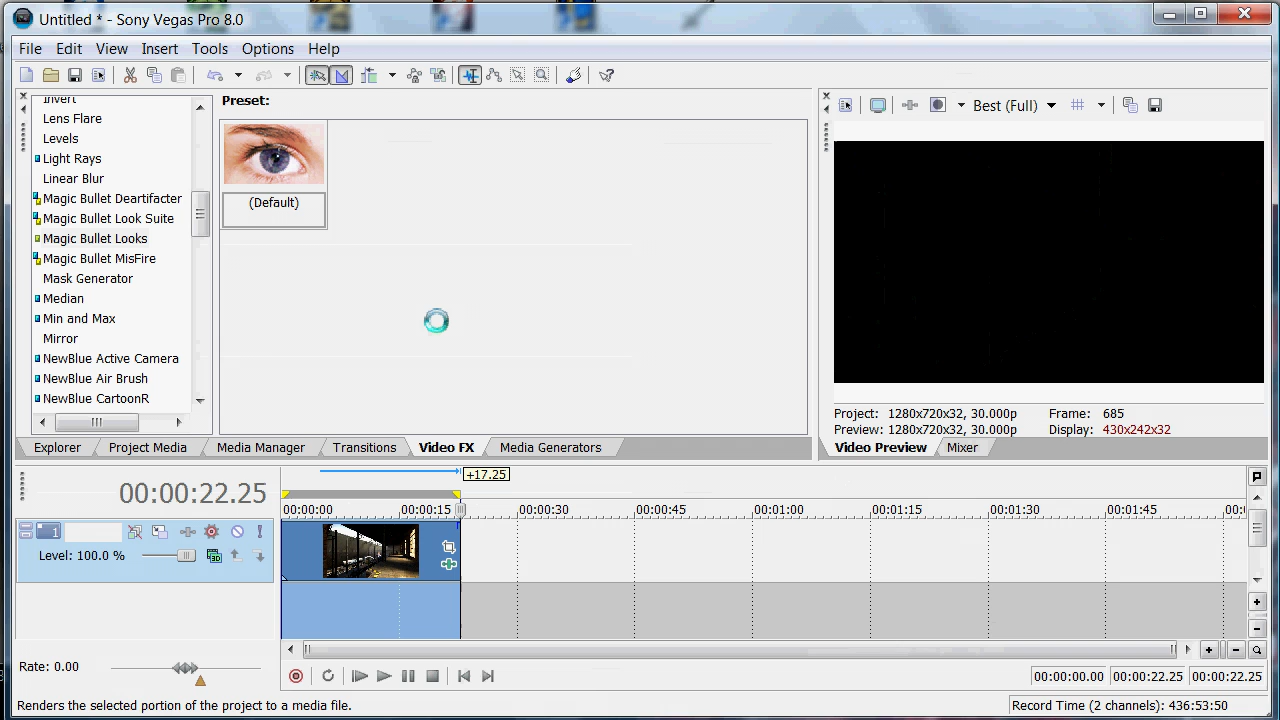 Untitled * - Sony Vegas Pro 8.0
File Edit View Insert Tools Options Help
Invert
Lens Flare
Levels
Light Rays
Linear Blur
Magic Bullet Deartifacter
Magic Bullet Look Suite
Magic Bullet Looks
Magic Bullet MisFire
Mask Generator
Median
Min and Max
Mirror
NewBlue Active Camera
NewBlue Air Brush
NewBlue CartoonR
Preset:
(Default)
Best (Full)
Project: 1280x720x32, 30.000p Frame: 685
Preview: 1280x720x32, 30.000p Display: 430x242x32
Explorer Project Media Media Manager Transitions Video FX Media Generators
Video Preview Mixer
+17.25
00:00:22.25
00:00:00 00:00:15 00:00:30 00:00:45 00:01:00 00:01:15 00:01:30 00:01:45
1
Level: 100.0 %
3D
Rate: 0.00
00:00:00.00 00:00:22.25 00:00:22.25
Renders the selected portion of the project to a media file.
Record Time (2 channels): 436:53:50